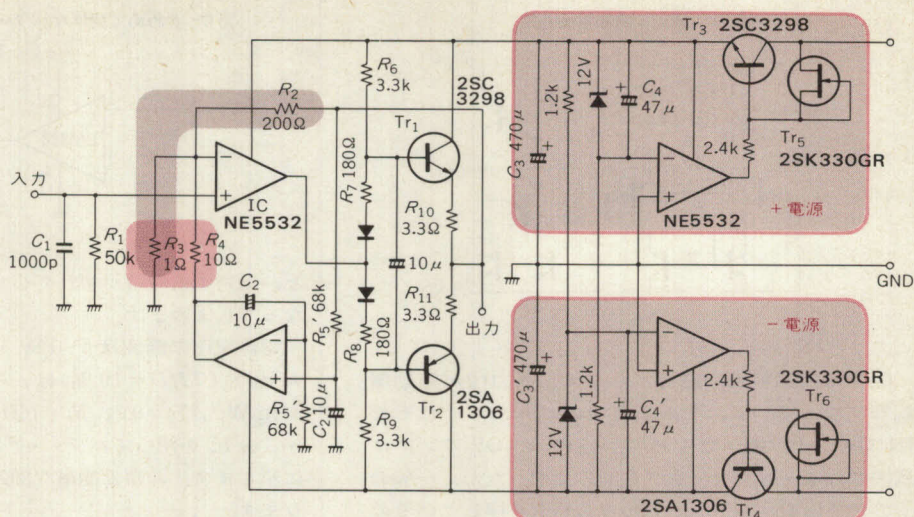 入力
C1
1000p
R1
50k
R3
1Ω
R4
10Ω
R2
200Ω
−
+
IC
NE5532
C2
10μ
−
+
R5′
68k
C2
10μ
R5′ 68k
R6
3.3k
R7 180Ω
R8 180Ω
R9
3.3k
10μ
2SC
3298
Tr1
R10
3.3Ω
R11
3.3Ω
出力
Tr2
2SA
1306
Tr3 2SC3298
C3 470μ
+
1.2k
12V
+
C4
47μ
−
+
NE5532
2.4k
Tr5
2SK330GR
+電源
GND
−電源
C3′ 470μ
+
12V
1.2k
+
C4′
47μ
−
+
2.4k
2SK330GR
Tr6
2SA1306
Tr4